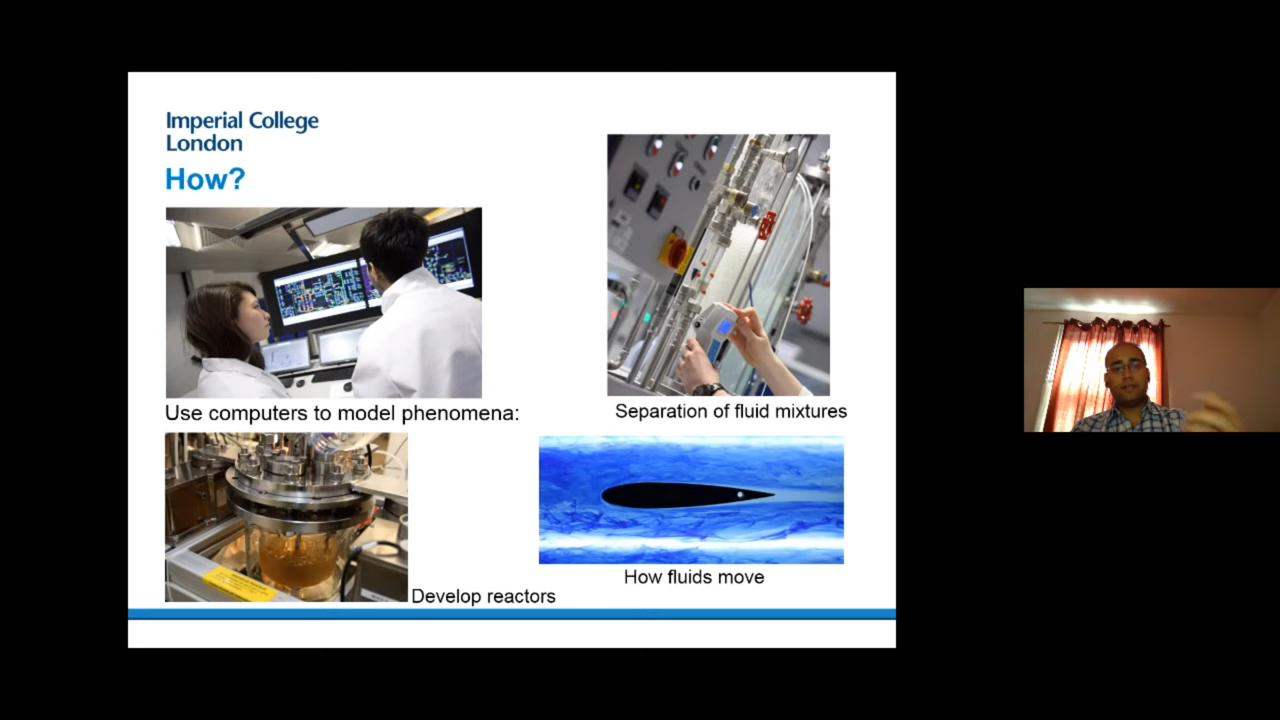 Imperial College
London
How?
Use computers to model phenomena:
Separation of fluid mixtures
How fluids move
Develop reactors